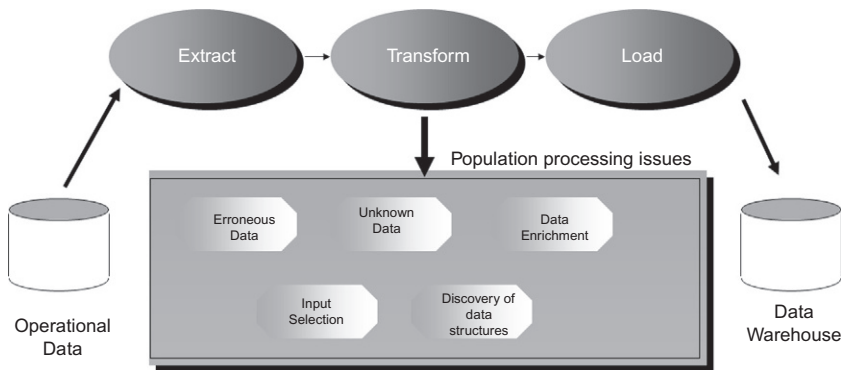 Extract
Transform
Load
Population processing issues
Erroneous
Data
Unknown
Data
Data
Enrichment
Input
Selection
Discovery of
data
structures
Operational
Data
Data
Warehouse